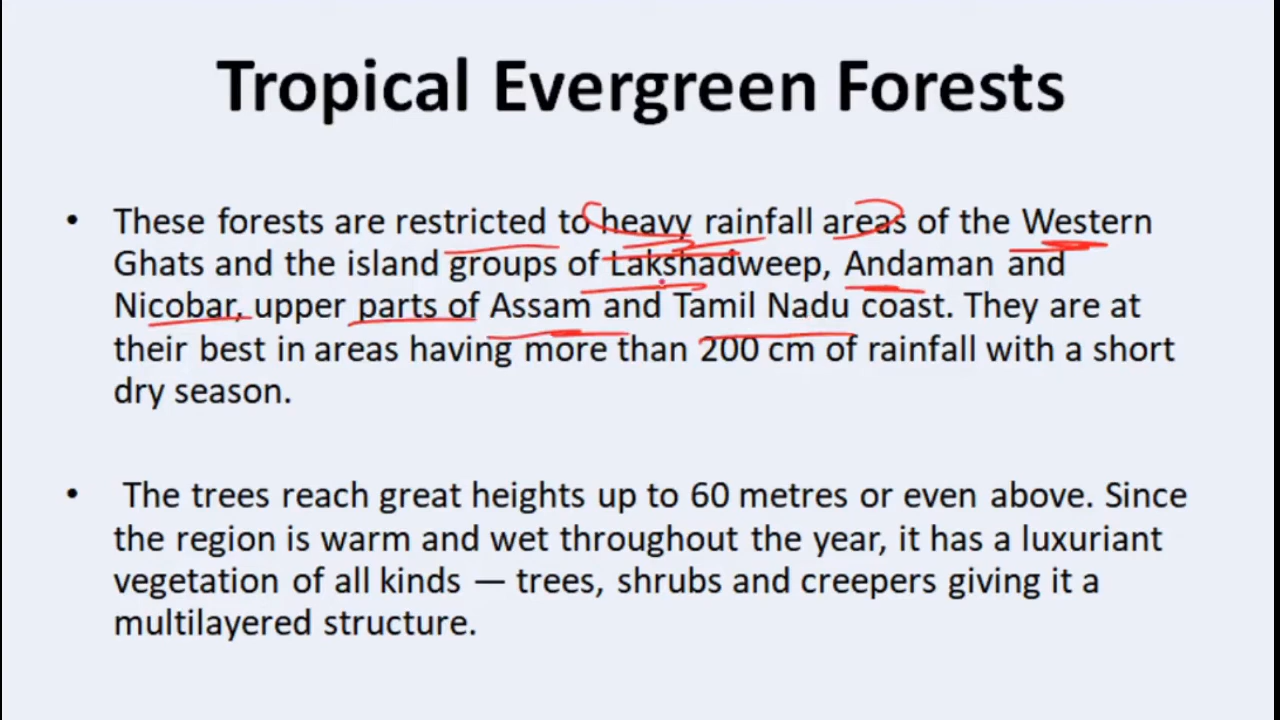 Tropical Evergreen Forests
• These forests are restricted to heavy rainfall areas of the Western
Ghats and the island groups of Lakshadweep, Andaman and
Nicobar, upper parts of Assam and Tamil Nadu coast. They are at
their best in areas having more than 200 cm of rainfall with a short
dry season.
• The trees reach great heights up to 60 metres or even above. Since
the region is warm and wet throughout the year, it has a luxuriant
vegetation of all kinds — trees, shrubs and creepers giving it a
multilayered structure.